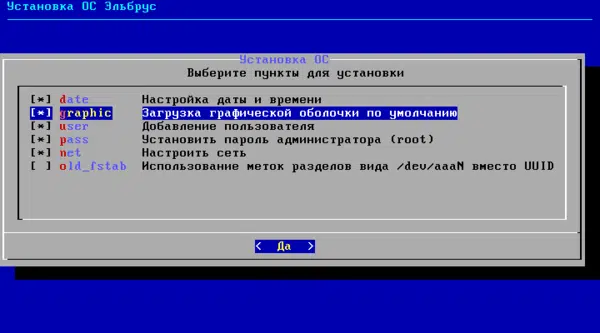 Установка ОС Эльбрус
Установка ОС
Выберите пункты для установки
[*] date Настройка даты и времени
[*] graphic Загрузка графической оболочки по умолчанию
[*] user Добавление пользователя
[*] pass Установить пароль администратора (root)
[*] net Настроить сеть
[ ] old_fstab Использование меток разделов вида /dev/aaaN вместо UUID
< Да >